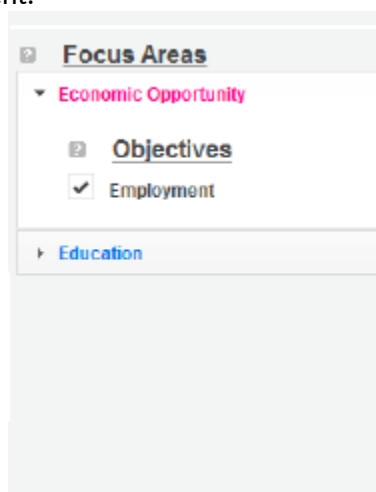 Focus Areas
Economic Opportunity
Objectives
Employment
Education